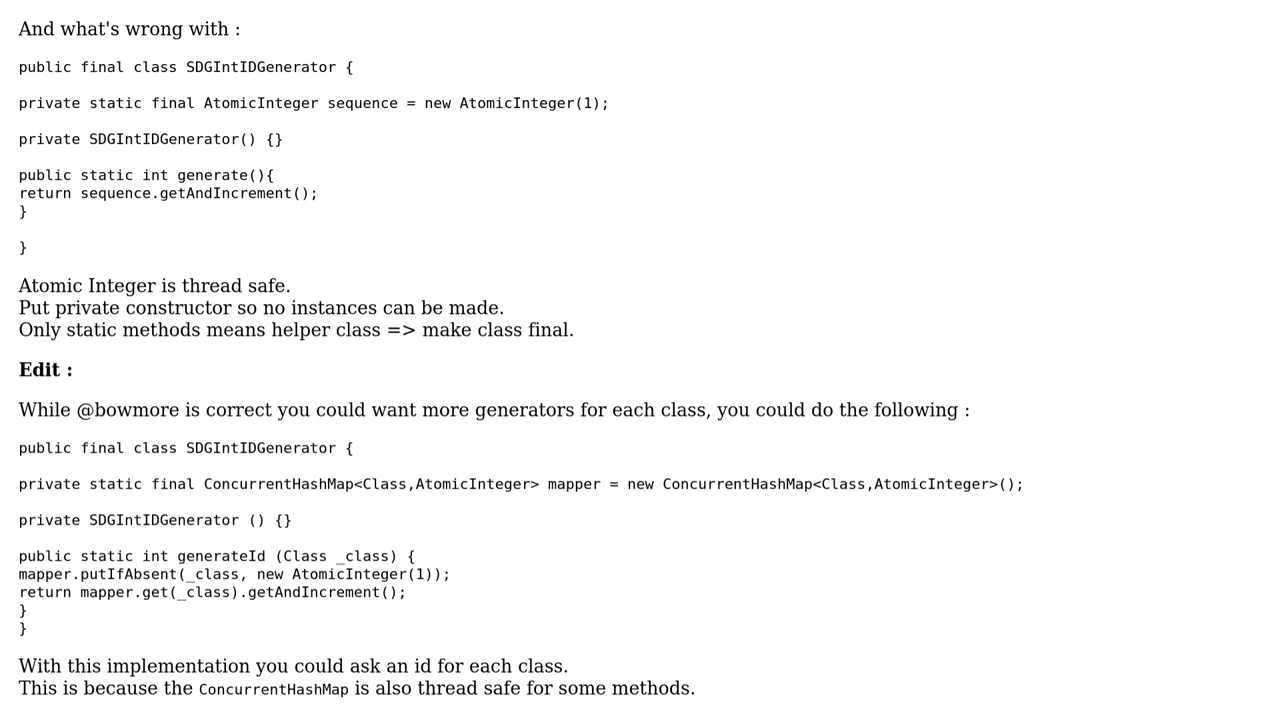 And what's wrong with :
public final class SDGIntIDGenerator {
private static final AtomicInteger sequence = new AtomicInteger(1);
private SDGIntIDGenerator() {}
public static int generate(){
return sequence.getAndIncrement();
}
}
Atomic Integer is thread safe.
Put private constructor so no instances can be made.
Only static methods means helper class => make class final.
Edit :
While @bowmore is correct you could want more generators for each class, you could do the following :
public final class SDGIntIDGenerator {
private static final ConcurrentHashMap<Class,AtomicInteger> mapper = new ConcurrentHashMap<Class,AtomicInteger>();
private SDGIntIDGenerator () {}
public static int generateId (Class _class) {
mapper.putIfAbsent(_class, new AtomicInteger(1));
return mapper.get(_class).getAndIncrement();
}
}
With this implementation you could ask an id for each class.
This is because the ConcurrentHashMap is also thread safe for some methods.